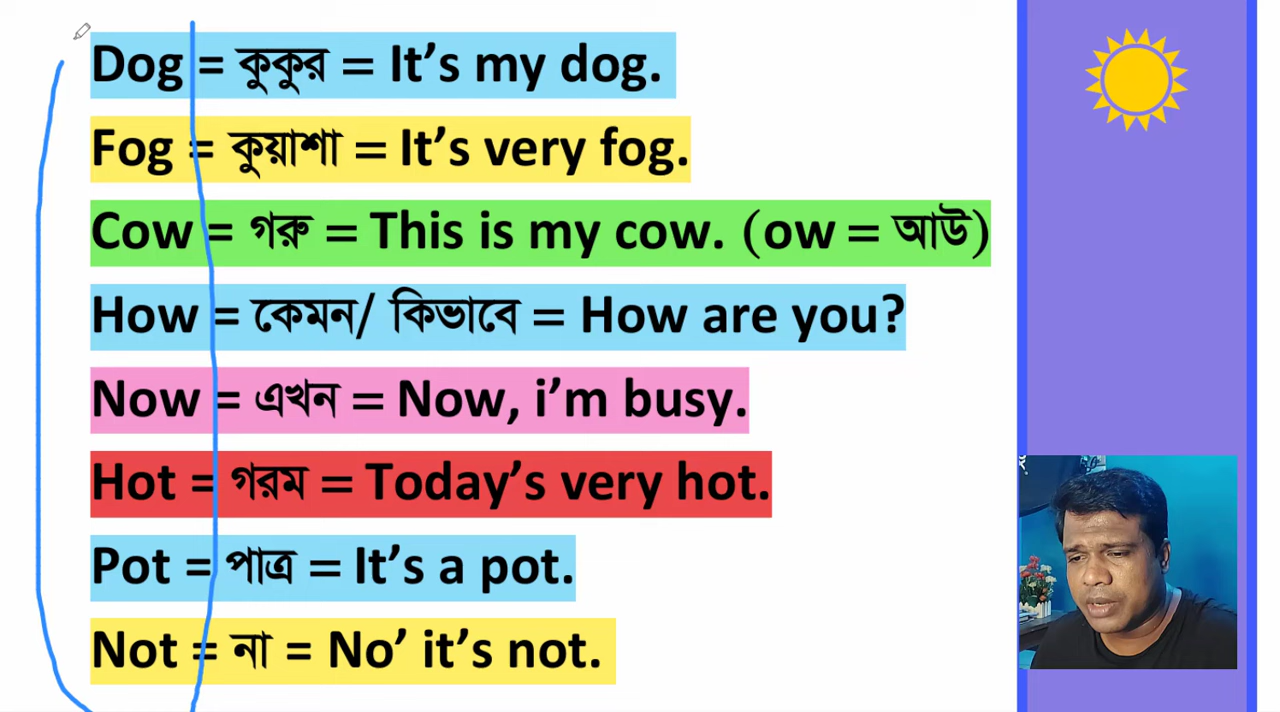 Dog = কুকুর = It's my dog.
Fog = কুয়াশা = It's very fog.
Cow = গরু = This is my cow. (ow = আউ)
How = কেমন/ কিভাবে = How are you?
Now = এখন = Now, i'm busy.
Hot = গরম = Today's very hot.
Pot = পাত্র = It's a pot.
Not = না = No’ it's not.